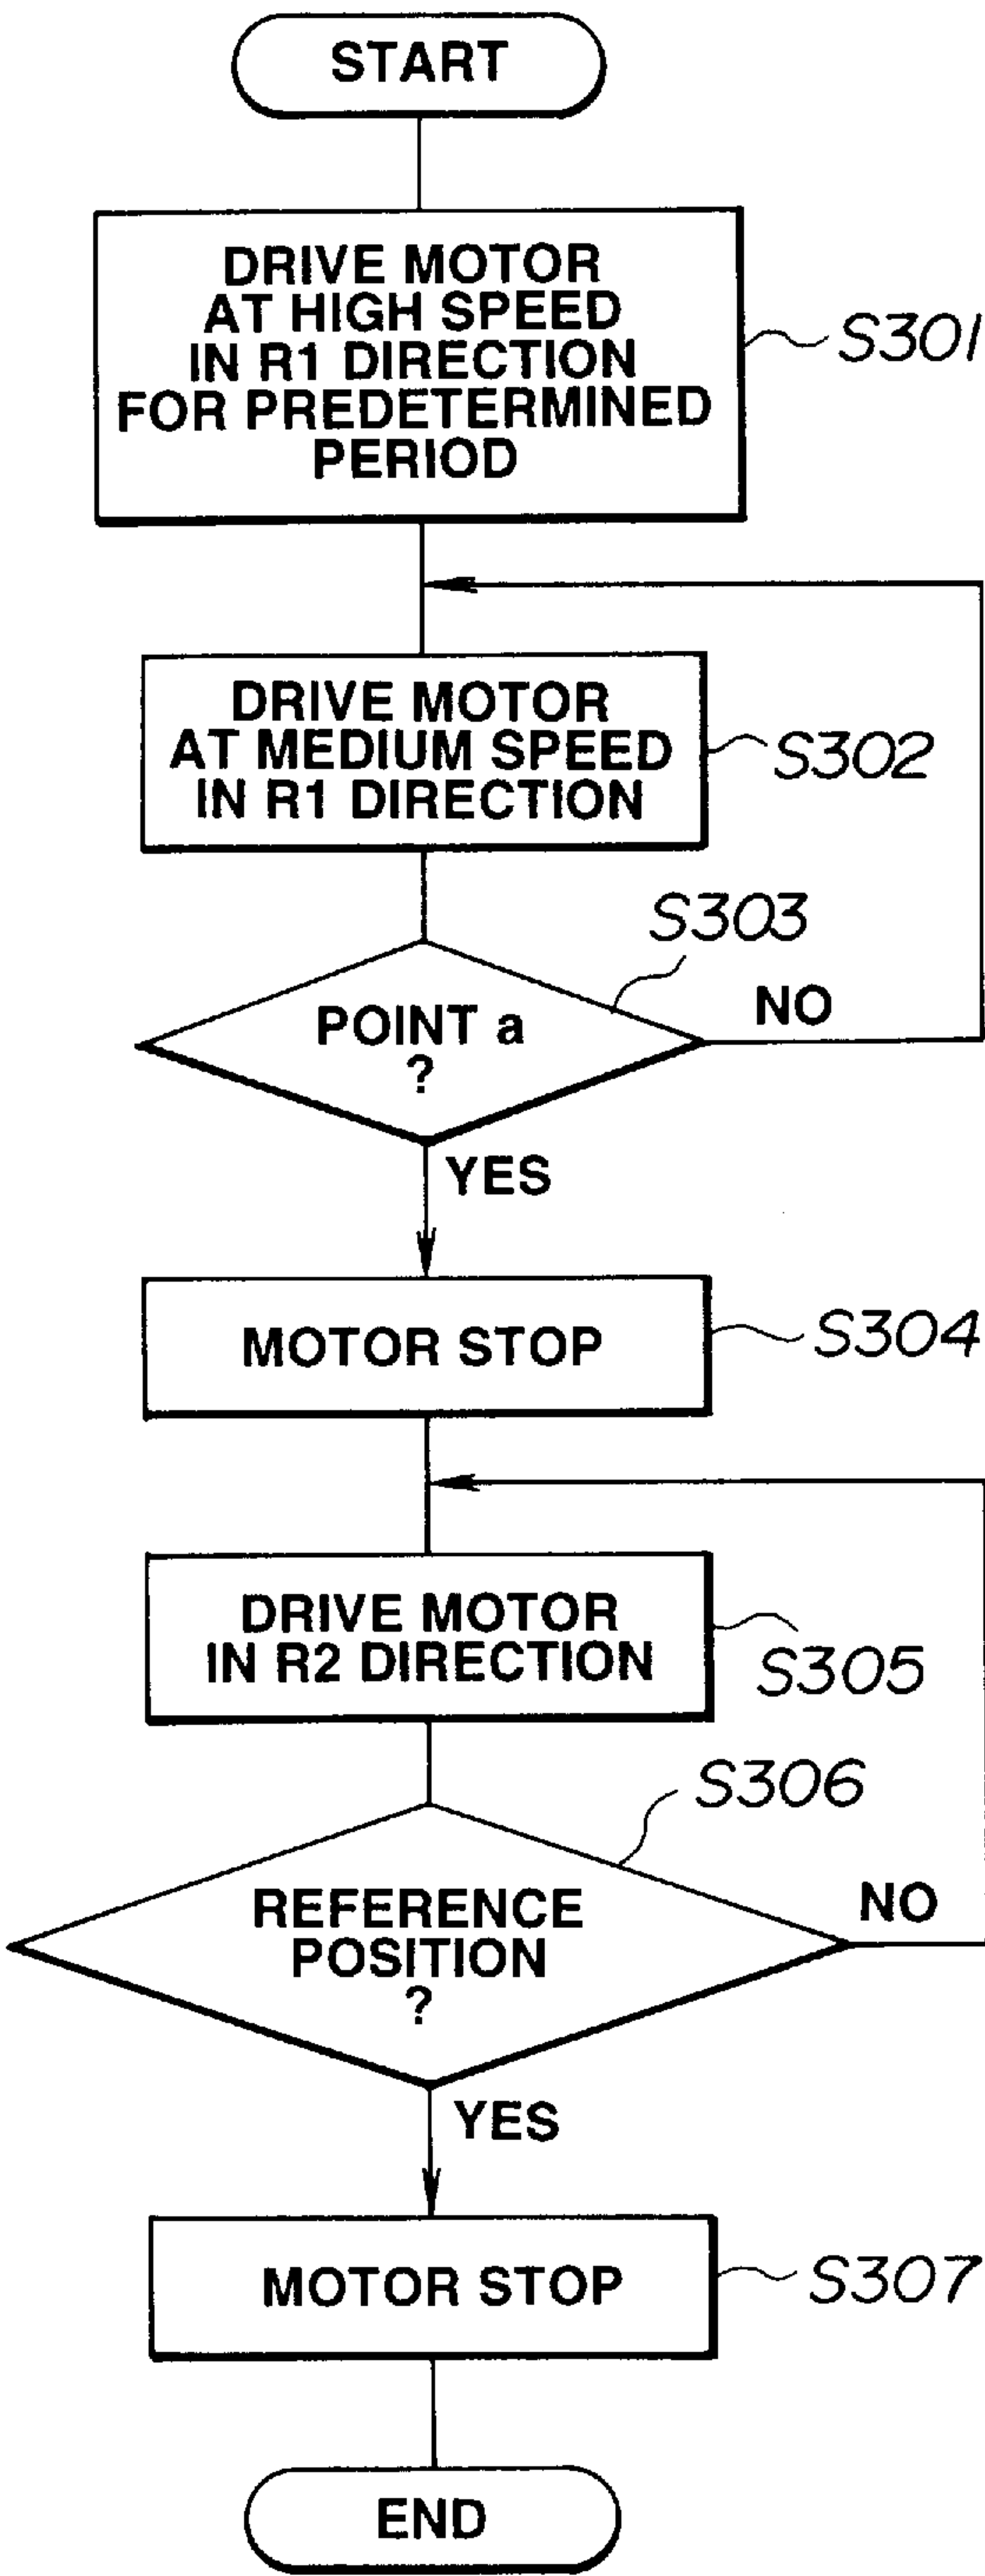 START
DRIVE MOTOR
AT HIGH SPEED
IN R1 DIRECTION
FOR PREDETERMINED
PERIOD
S301
DRIVE MOTOR
AT MEDIUM SPEED
IN R1 DIRECTION
S302
S303
POINT a
?
NO
YES
MOTOR STOP
S304
DRIVE MOTOR
IN R2 DIRECTION
S305
S306
REFERENCE
POSITION
?
NO
YES
MOTOR STOP
S307
END